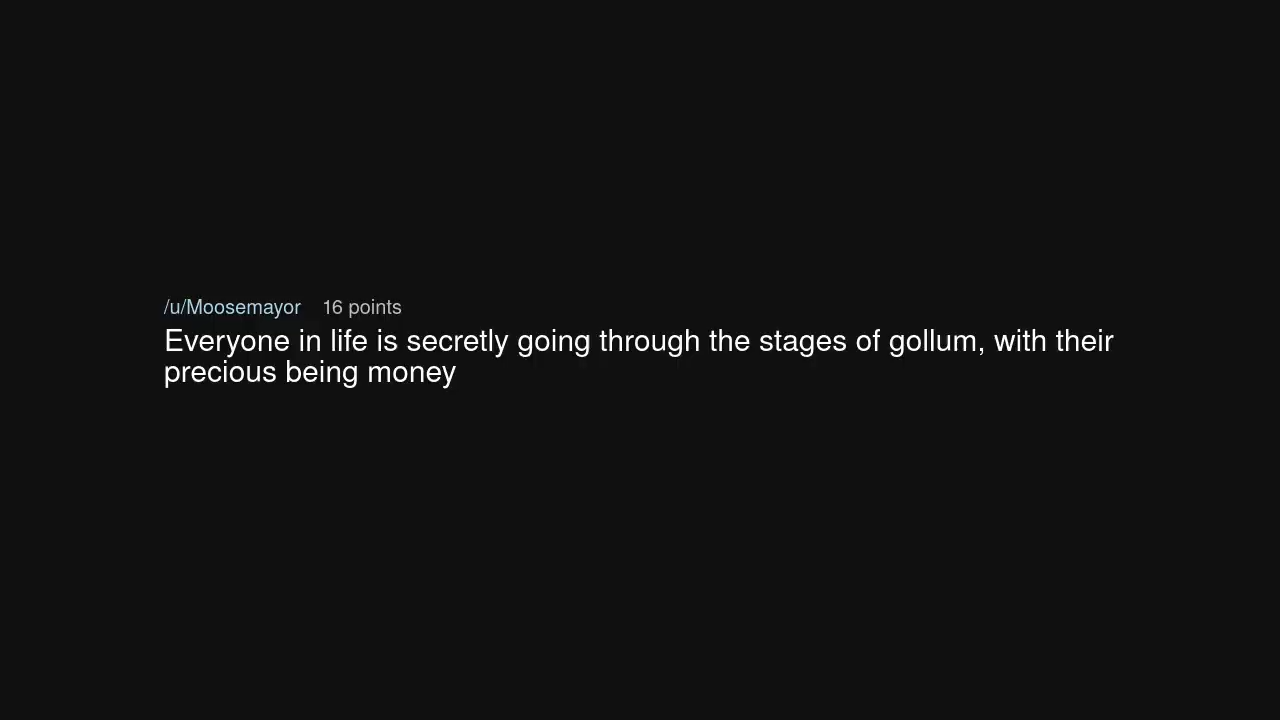 /u/Moosemayor 16 points
Everyone in life is secretly going through the stages of gollum, with their
precious being money